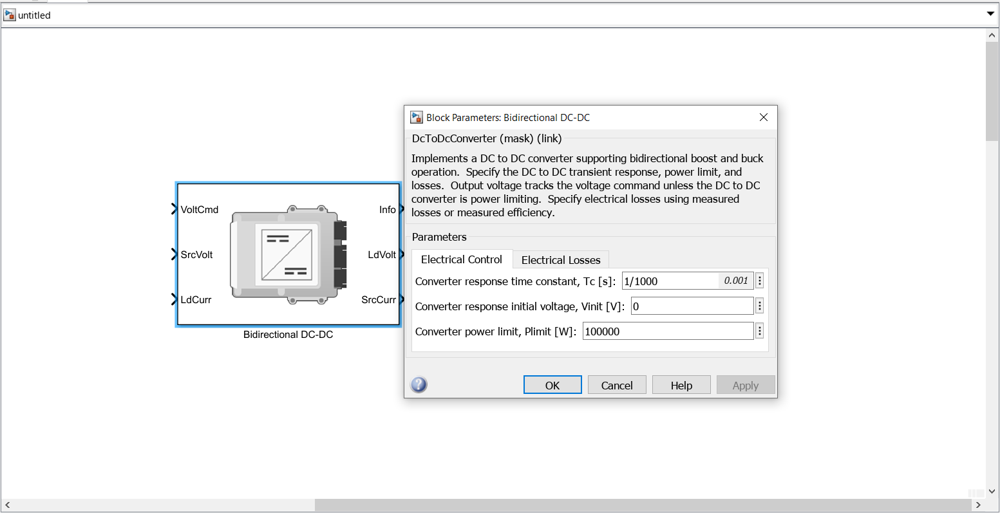 untitled
VoltCmd
SrcVolt
LdCurr
Info
LdVolt
SrcCurr
Bidirectional DC-DC
Block Parameters: Bidirectional DC-DC
DcToDcConverter (mask) (link)
Implements a DC to DC converter supporting bidirectional boost and buck
operation.  Specify the DC to DC transient response, power limit, and
losses.  Output voltage tracks the voltage command unless the DC to DC
converter is power limiting.  Specify electrical losses using measured
losses or measured efficiency.
Parameters
Electrical Control
Electrical Losses
Converter response time constant, Tc [s]: 1/1000 0.001
Converter response initial voltage, Vinit [V]: 0
Converter power limit, Plimit [W]: 100000
?
OK
Cancel
Help
Apply